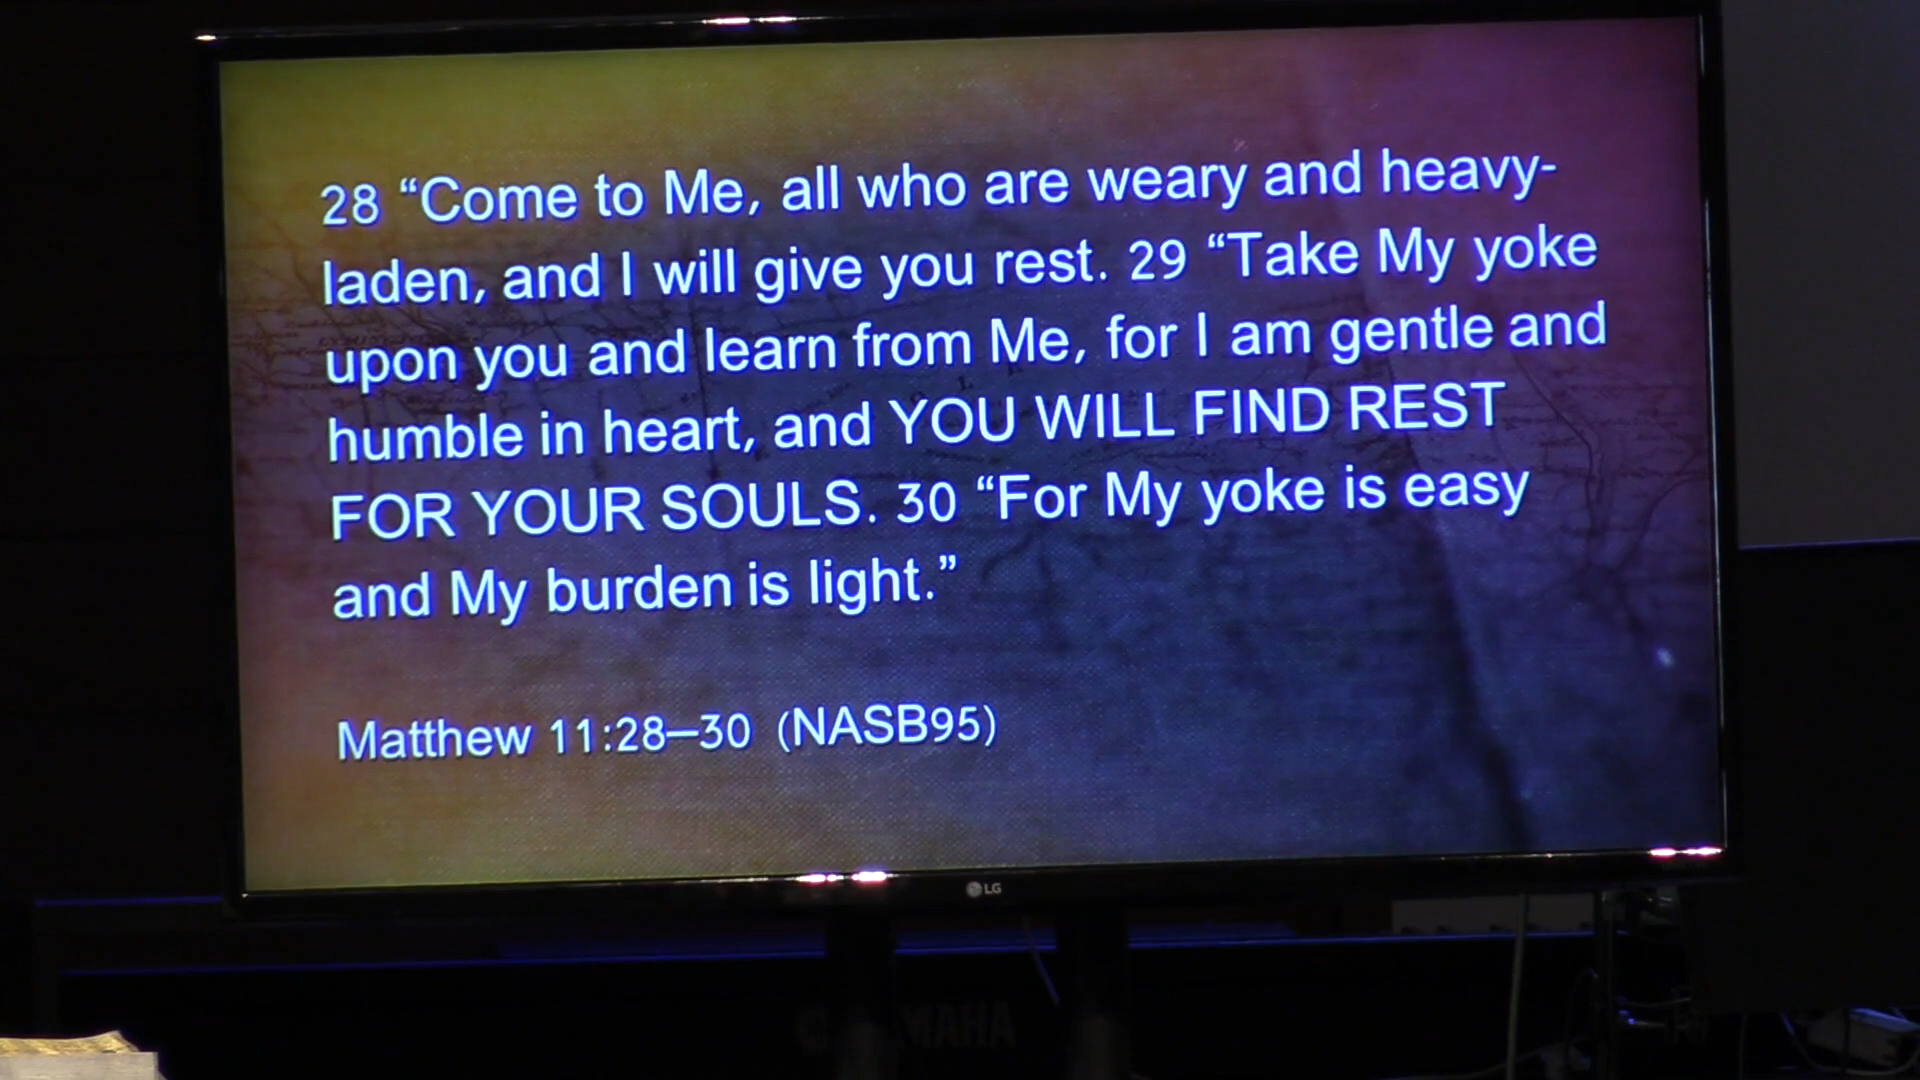 28 “Come to Me, all who are weary and heavy-
laden, and I will give you rest. 29 “Take My yoke
upon you and learn from Me, for I am gentle and
humble in heart, and YOU WILL FIND REST
FOR YOUR SOULS. 30 “For My yoke is easy
and My burden is light.”
Matthew 11:28–30 (NASB95)
LG
YAMAHA